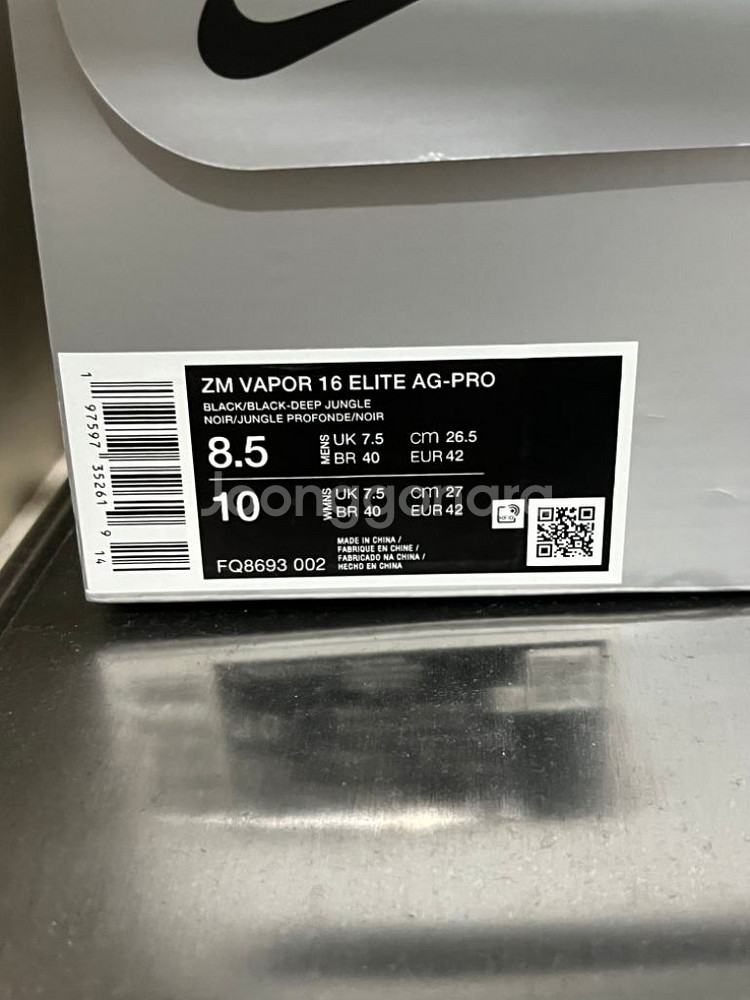 ZM VAPOR 16 ELITE AG-PRO
BLACK/BLACK-DEEP JUNGLE
NOIR/JUNGLE PROFONDE/NOIR
8.5 MENS UK 7.5 cm 26.5
BR 40 EUR 42
10 WMNS UK 7.5 cm 27
BR 40 EUR 42
Joonggonara
FQ8693 002
MADE IN CHINA /
FABRIQUE EN CHINE /
FABRICADO NA CHINA /
HECHO EN CHINA
1 97597 35261 9 14